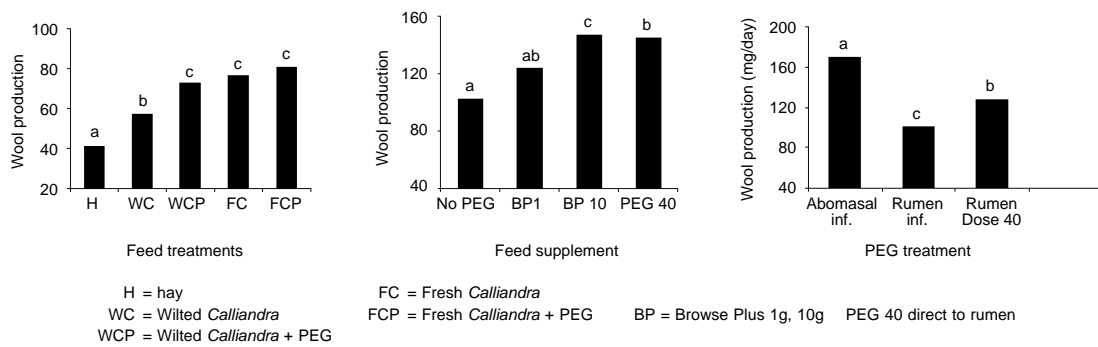 100
80
60
40
20
Wool production
a
b
c
c
c
H WC WCP FC FCP
Feed treatments
160
120
80
40
Wool production
a
ab
c
b
No PEG BP1 BP 10 PEG 40
Feed supplement
200
160
120
80
40
Wool production (mg/day)
a
c
b
Abomasal inf.
Rumen inf.
Rumen Dose 40
PEG treatment
H = hay
WC = Wilted Calliandra
WCP = Wilted Calliandra + PEG
FC = Fresh Calliandra
FCP = Fresh Calliandra + PEG
BP = Browse Plus 1g, 10g
PEG 40 direct to rumen